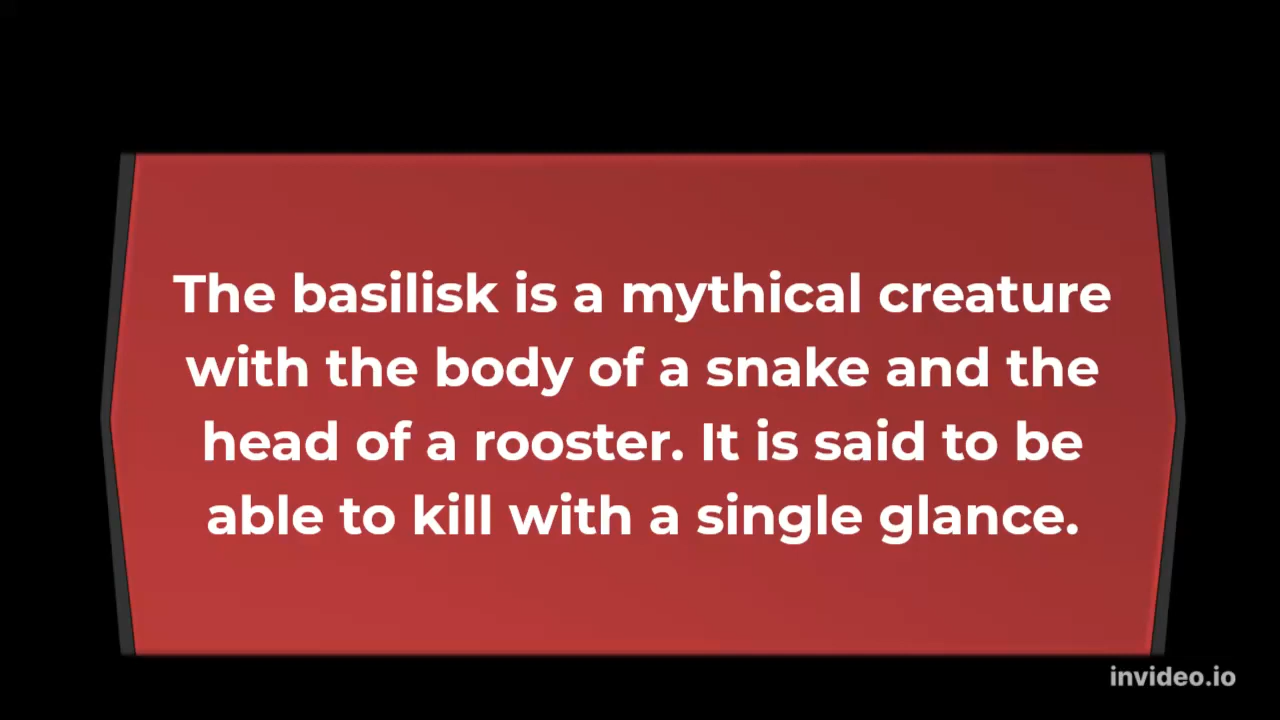 The basilisk is a mythical creature
with the body of a snake and the
head of a rooster. It is said to be
able to kill with a single glance.
invideo.io